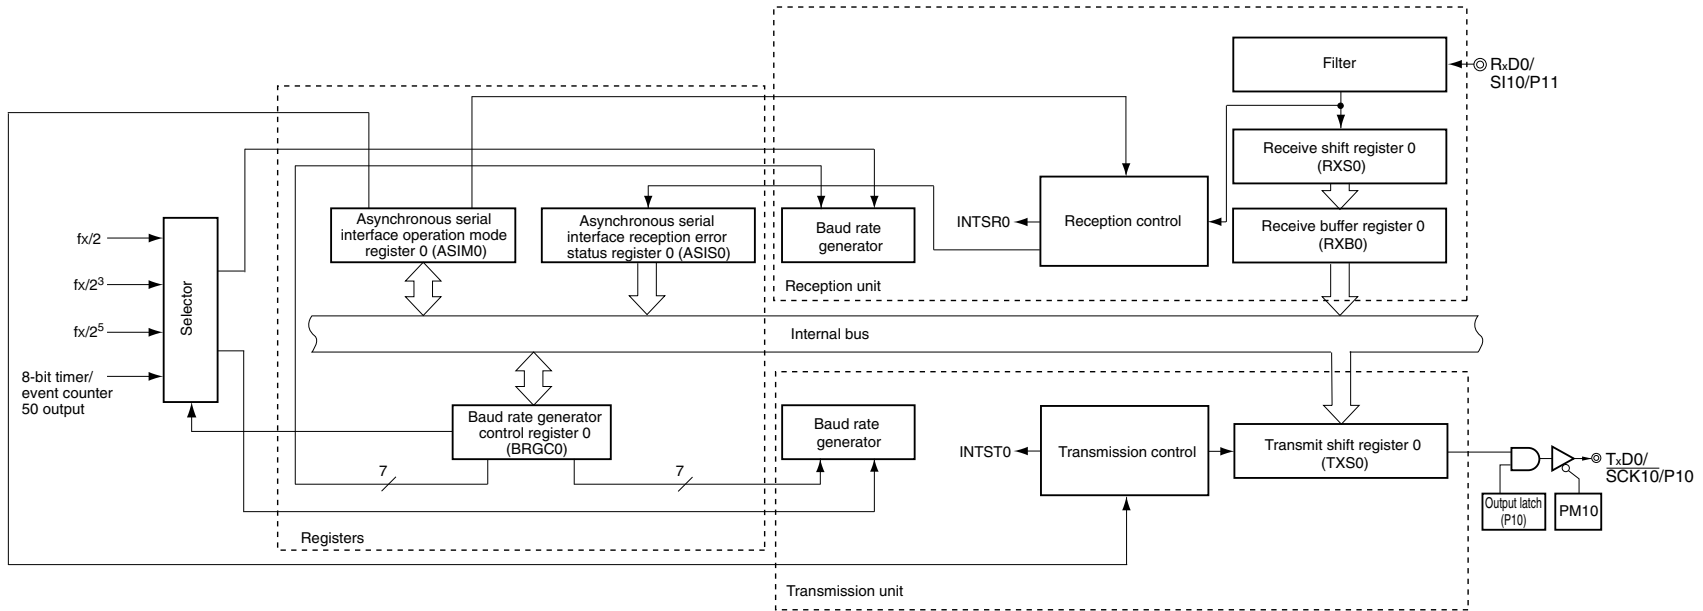 Filter
RxD0/
SI10/P11
Receive shift register 0
(RXS0)
Asynchronous serial
interface operation mode
register 0 (ASIM0)
Asynchronous serial
interface reception error
status register 0 (ASIS0)
Baud rate
generator
INTSR0
Reception control
Receive buffer register 0
(RXB0)
Reception unit
fx/2
fx/2³
fx/2⁵
8-bit timer/
event counter
50 output
Selector
Internal bus
Baud rate generator
control register 0
(BRGC0)
7
7
Registers
Baud rate
generator
INTST0
Transmission control
Transmit shift register 0
(TXS0)
TxD0/
SCK10/P10
Output latch
(P10)
PM10
Transmission unit